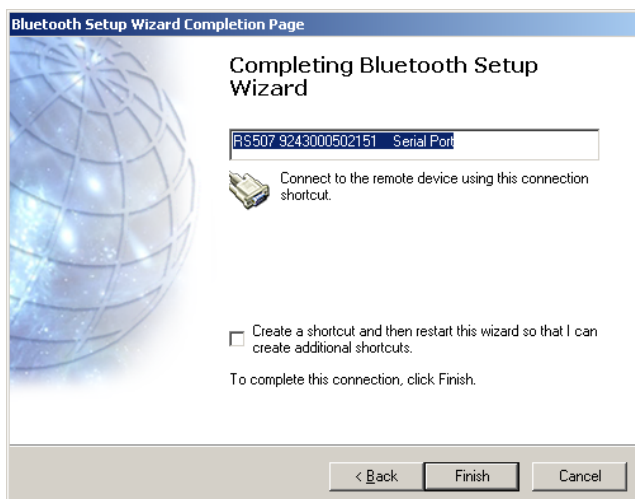 Bluetooth Setup Wizard Completion Page
Completing Bluetooth Setup
Wizard
RS507 9243000502151 Serial Port
Connect to the remote device using this connection
shortcut.
Create a shortcut and then restart this wizard so that I can
create additional shortcuts.
To complete this connection, click Finish.
< Back
Finish
Cancel